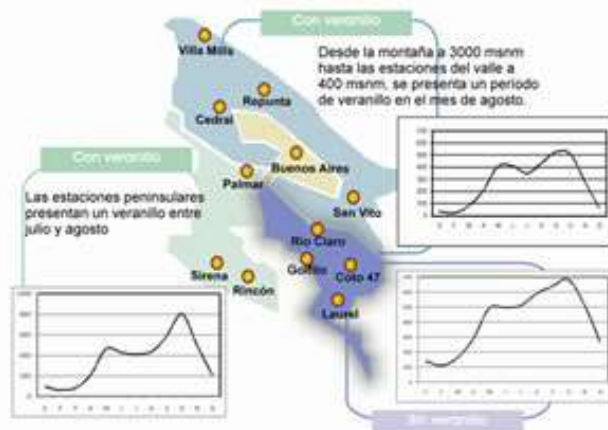 Con veranillo
Villa Mills
Desde la montaña a 3000 msnm
hasta las estaciones del valle a
400 msnm, se presenta un período
de veranillo en el mes de agosto.
Repunta
Cedral
Buenos Aires
Con veranillo
Palmar
Las estaciones peninsulares
presentan un veranillo entre
julio y agosto
San Vito
Río Claro
Golfito
Coto 47
Sirena
Rincón
Laurel
Sin veranillo